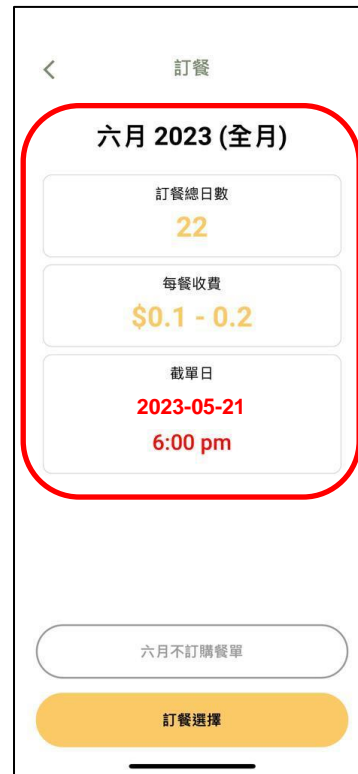 訂餐
六月 2023 (全月)
訂餐總日數
22
每餐收費
$0.1 - 0.2
截單日
2023-05-21
6:00 pm
六月不訂購餐單
訂餐選擇